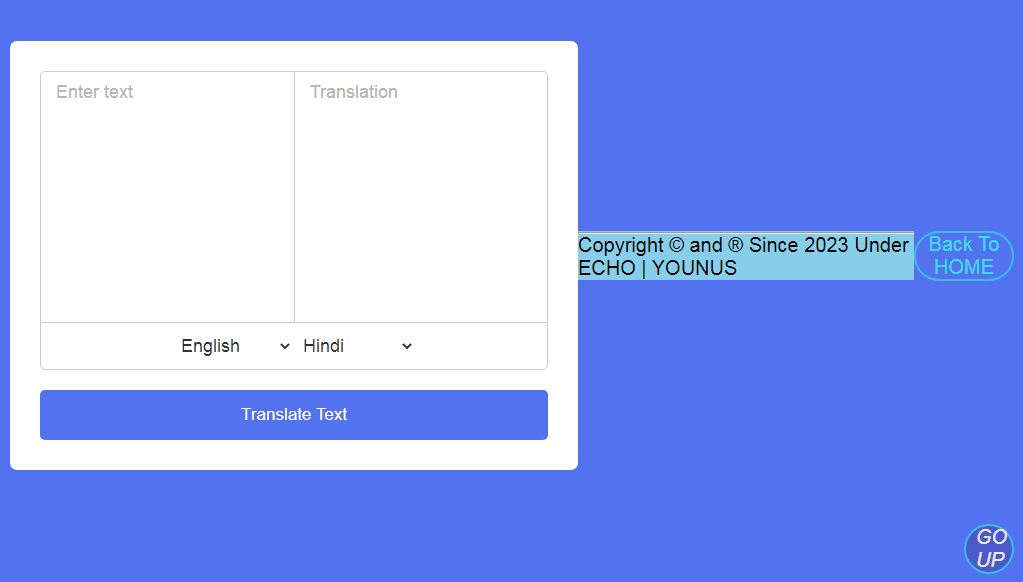 Enter text
Translation
English
Hindi
Translate Text
Copyright © and ® Since 2023 Under
ECHO | YOUNUS
Back To
HOME
GO
UP